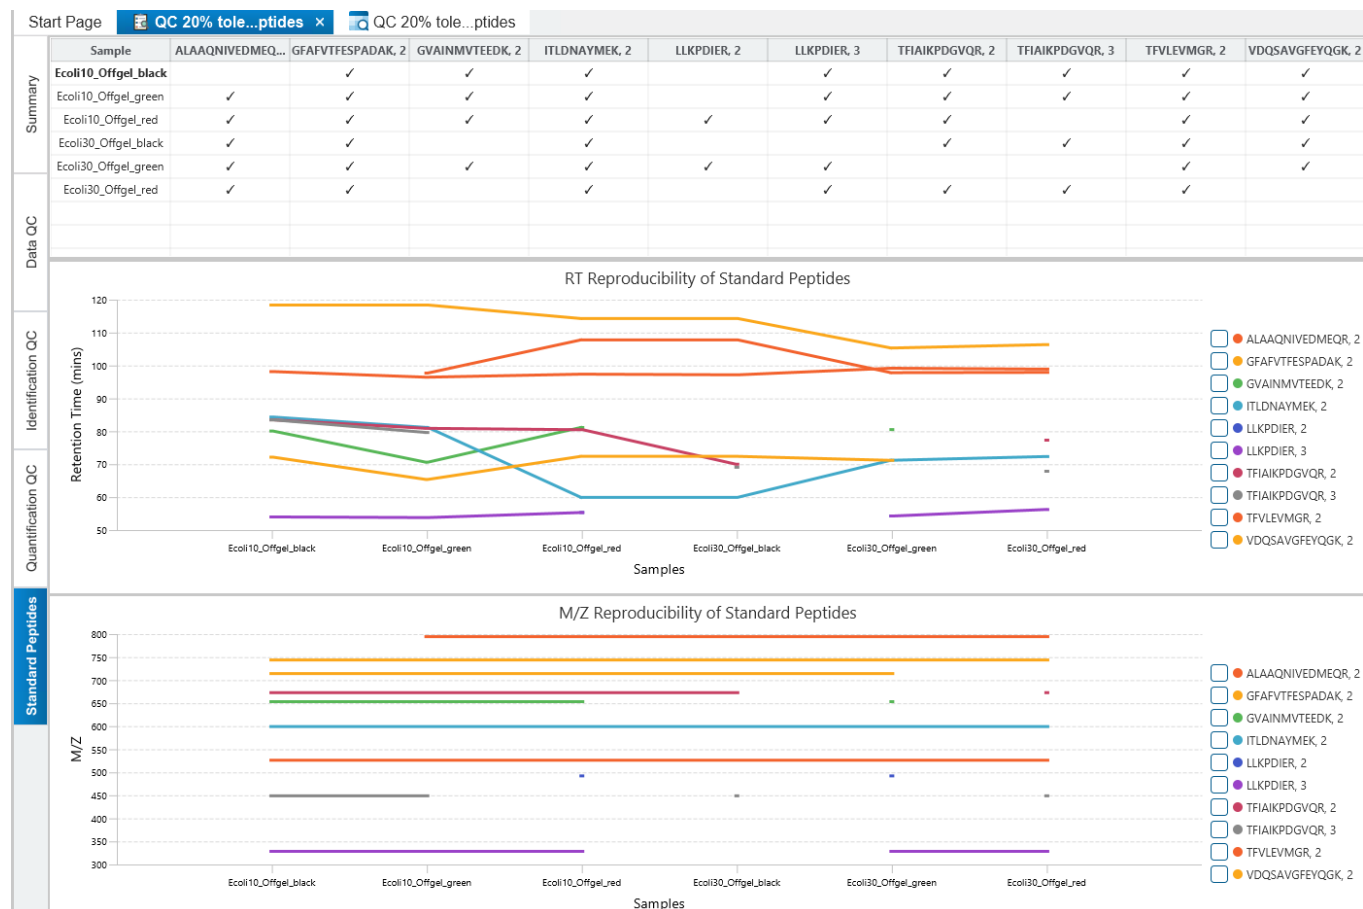 Start Page QC 20% tole...ptides × QC 20% tole...ptides
Summary
Data QC
Identification QC
Quantification QC
Standard Peptides
Sample ALAAQNIVEDMEQ... GFAFVTFESPADAK, 2 GVAINMVTEEDK, 2 ITLDNAYMEK, 2 LLKPDIER, 2 LLKPDIER, 3 TFIAIKPDGVQR, 2 TFIAIKPDGVQR, 3 TFVLEVMGR, 2 VDQSAVGFEYQGK, 2
Ecoli10_Offgel_black ✓ ✓ ✓ ✓ ✓ ✓ ✓ ✓
Ecoli10_Offgel_green ✓ ✓ ✓ ✓ ✓ ✓ ✓ ✓ ✓
Ecoli10_Offgel_red ✓ ✓ ✓ ✓ ✓ ✓ ✓ ✓ ✓
Ecoli30_Offgel_black ✓ ✓ ✓ ✓ ✓ ✓ ✓
Ecoli30_Offgel_green ✓ ✓ ✓ ✓ ✓ ✓ ✓ ✓
Ecoli30_Offgel_red ✓ ✓ ✓ ✓ ✓ ✓ ✓
RT Reproducibility of Standard Peptides
Retention Time (mins)
120
110
100
90
80
70
60
50
Ecoli10_Offgel_black Ecoli10_Offgel_green Ecoli10_Offgel_red Ecoli30_Offgel_black Ecoli30_Offgel_green Ecoli30_Offgel_red
Samples
ALAAQNIVEDMEQR, 2
GFAFVTFESPADAK, 2
GVAINMVTEEDK, 2
ITLDNAYMEK, 2
LLKPDIER, 2
LLKPDIER, 3
TFIAIKPDGVQR, 2
TFIAIKPDGVQR, 3
TFVLEVMGR, 2
VDQSAVGFEYQGK, 2
M/Z Reproducibility of Standard Peptides
M/Z
800
750
700
650
600
550
500
450
400
350
300
Ecoli10_Offgel_black Ecoli10_Offgel_green Ecoli10_Offgel_red Ecoli30_Offgel_black Ecoli30_Offgel_green Ecoli30_Offgel_red
Samples
ALAAQNIVEDMEQR, 2
GFAFVTFESPADAK, 2
GVAINMVTEEDK, 2
ITLDNAYMEK, 2
LLKPDIER, 2
LLKPDIER, 3
TFIAIKPDGVQR, 2
TFIAIKPDGVQR, 3
TFVLEVMGR, 2
VDQSAVGFEYQGK, 2